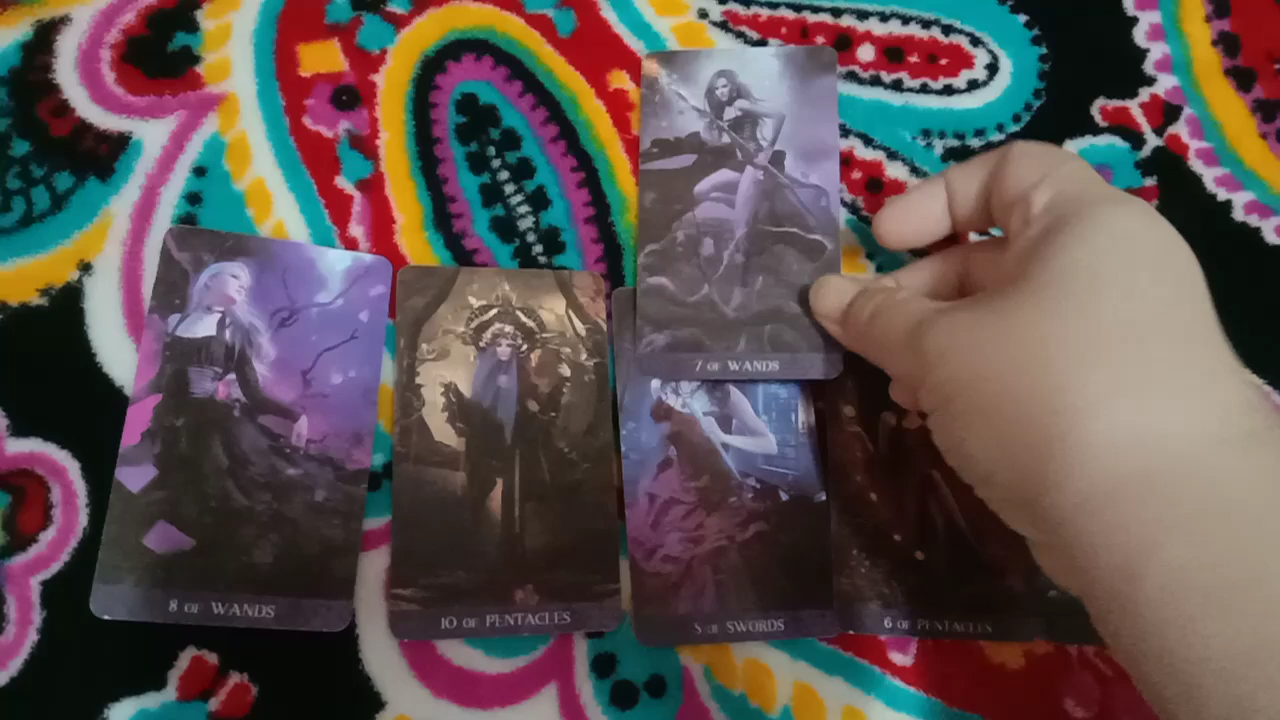 7 OF WANDS
8 OF WANDS
10 OF PENTACLES
5 OF SWORDS
6 OF PENTACLES